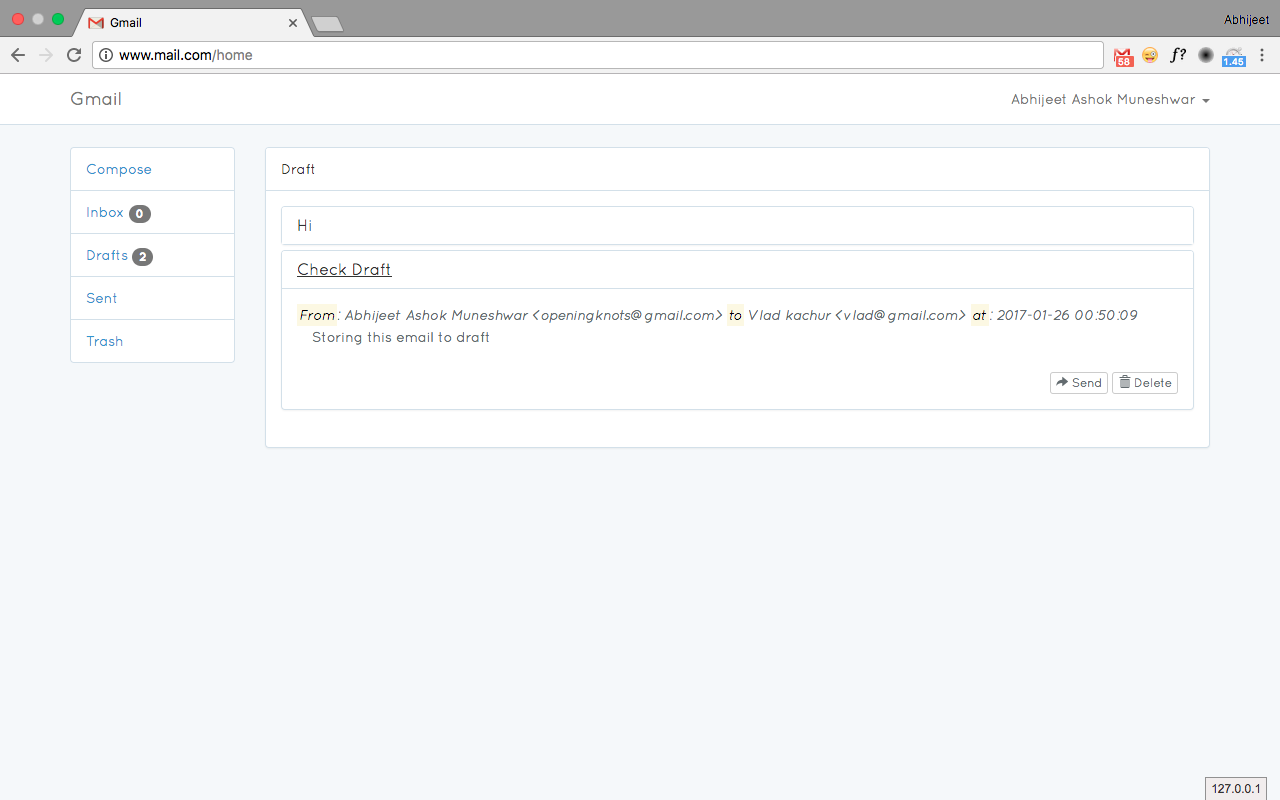 Gmail
Abhijeet
www.mail.com/home
58
f?
1.45
Gmail
Abhijeet Ashok Muneshwar
Compose
Inbox 0
Drafts 2
Sent
Trash
Draft
Hi
Check Draft
From: Abhijeet Ashok Muneshwar <openingknots@gmail.com> to Vlad kachur <vlad@gmail.com> at: 2017-01-26 00:50:09
Storing this email to draft
Send Delete
127.0.0.1